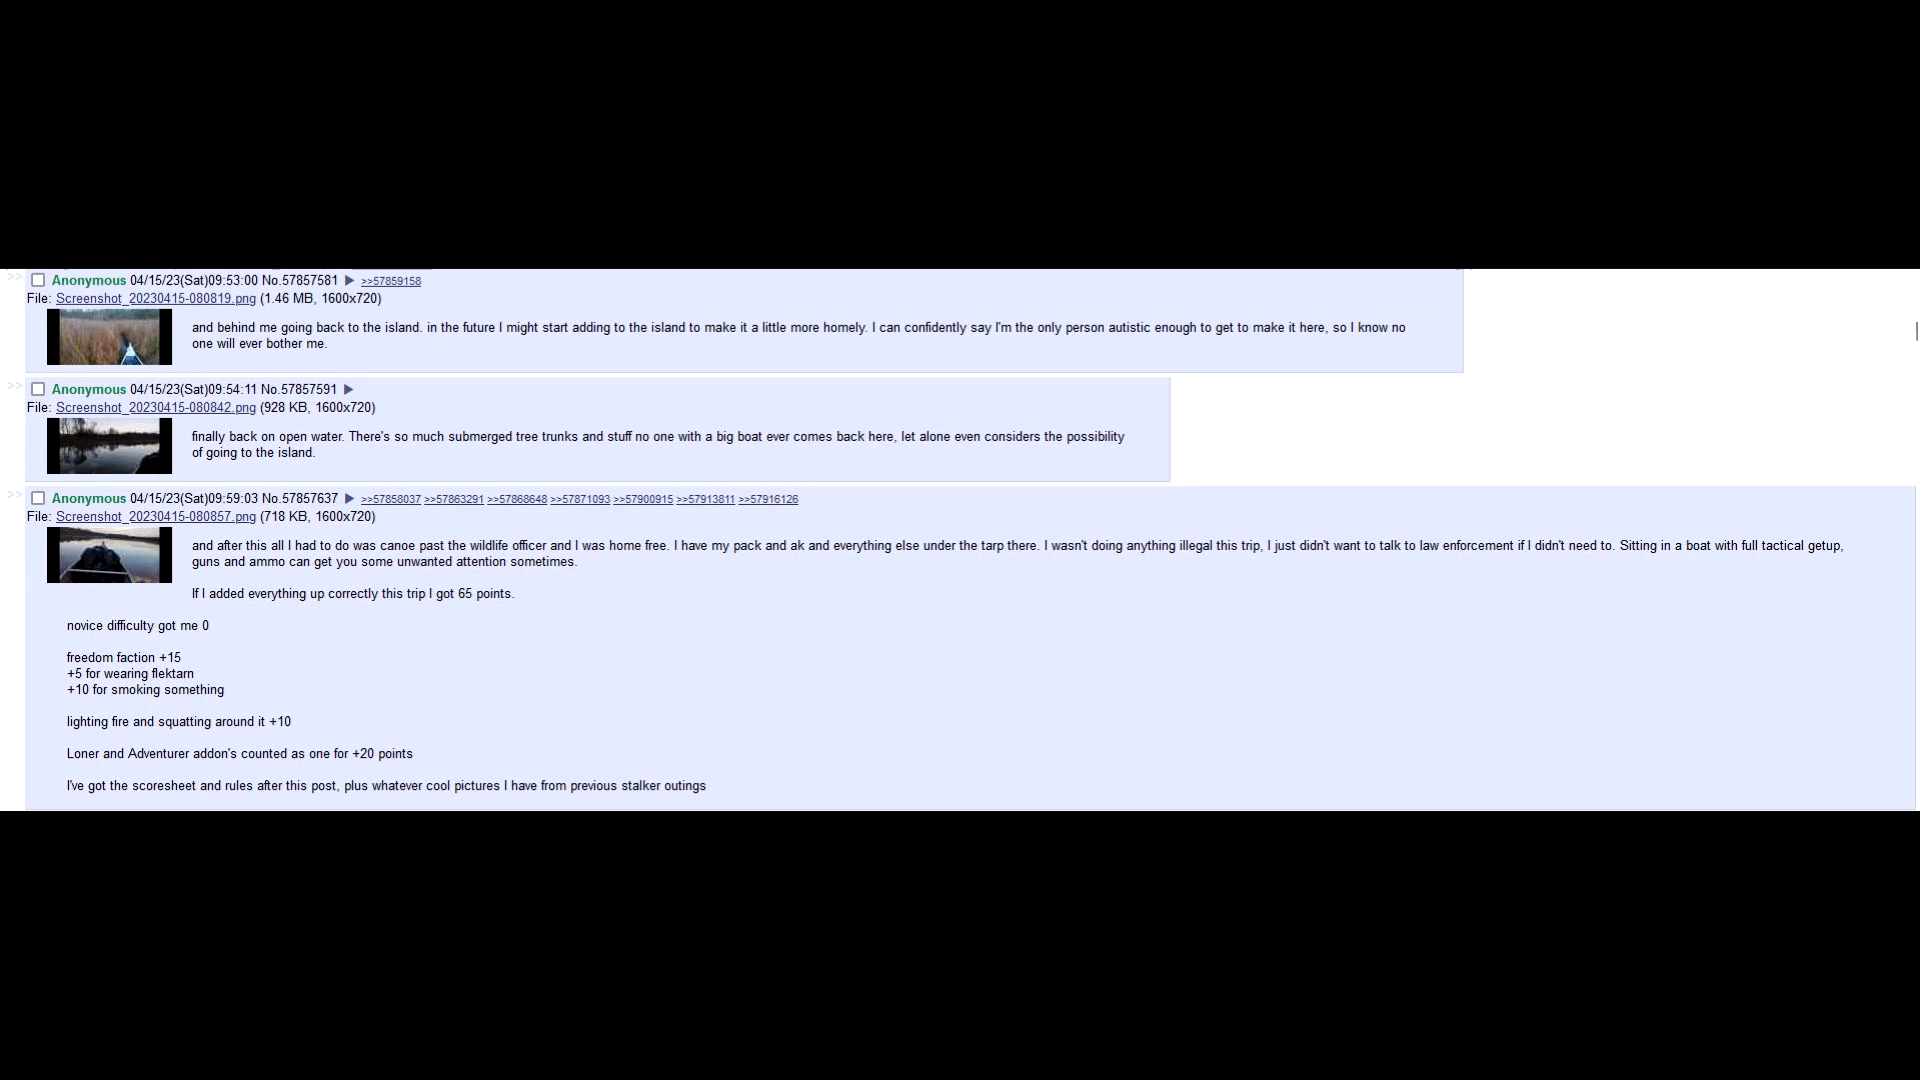 >> Anonymous 04/15/23(Sat)09:53:00 No.57857581 ▶ >>57859158
File: Screenshot_20230415-080819.png (1.46 MB, 1600x720)
and behind me going back to the island. in the future I might start adding to the island to make it a little more homely. I can confidently say I'm the only person autistic enough to get to make it here, so I know no
one will ever bother me.
>> Anonymous 04/15/23(Sat)09:54:11 No.57857591 ▶
File: Screenshot_20230415-080842.png (928 KB, 1600x720)
finally back on open water. There's so much submerged tree trunks and stuff no one with a big boat ever comes back here, let alone even considers the possibility
of going to the island.
>> Anonymous 04/15/23(Sat)09:59:03 No.57857637 ▶ >>57858037 >>57863291 >>57868648 >>57871093 >>57900915 >>57913811 >>57916126
File: Screenshot_20230415-080857.png (718 KB, 1600x720)
and after this all I had to do was canoe past the wildlife officer and I was home free. I have my pack and ak and everything else under the tarp there. I wasn't doing anything illegal this trip, I just didn't want to talk to law enforcement if I didn't need to. Sitting in a boat with full tactical getup,
guns and ammo can get you some unwanted attention sometimes.
If I added everything up correctly this trip I got 65 points.
novice difficulty got me 0
freedom faction +15
+5 for wearing flektarn
+10 for smoking something
lighting fire and squatting around it +10
Loner and Adventurer addon's counted as one for +20 points
I've got the scoresheet and rules after this post, plus whatever cool pictures I have from previous stalker outings